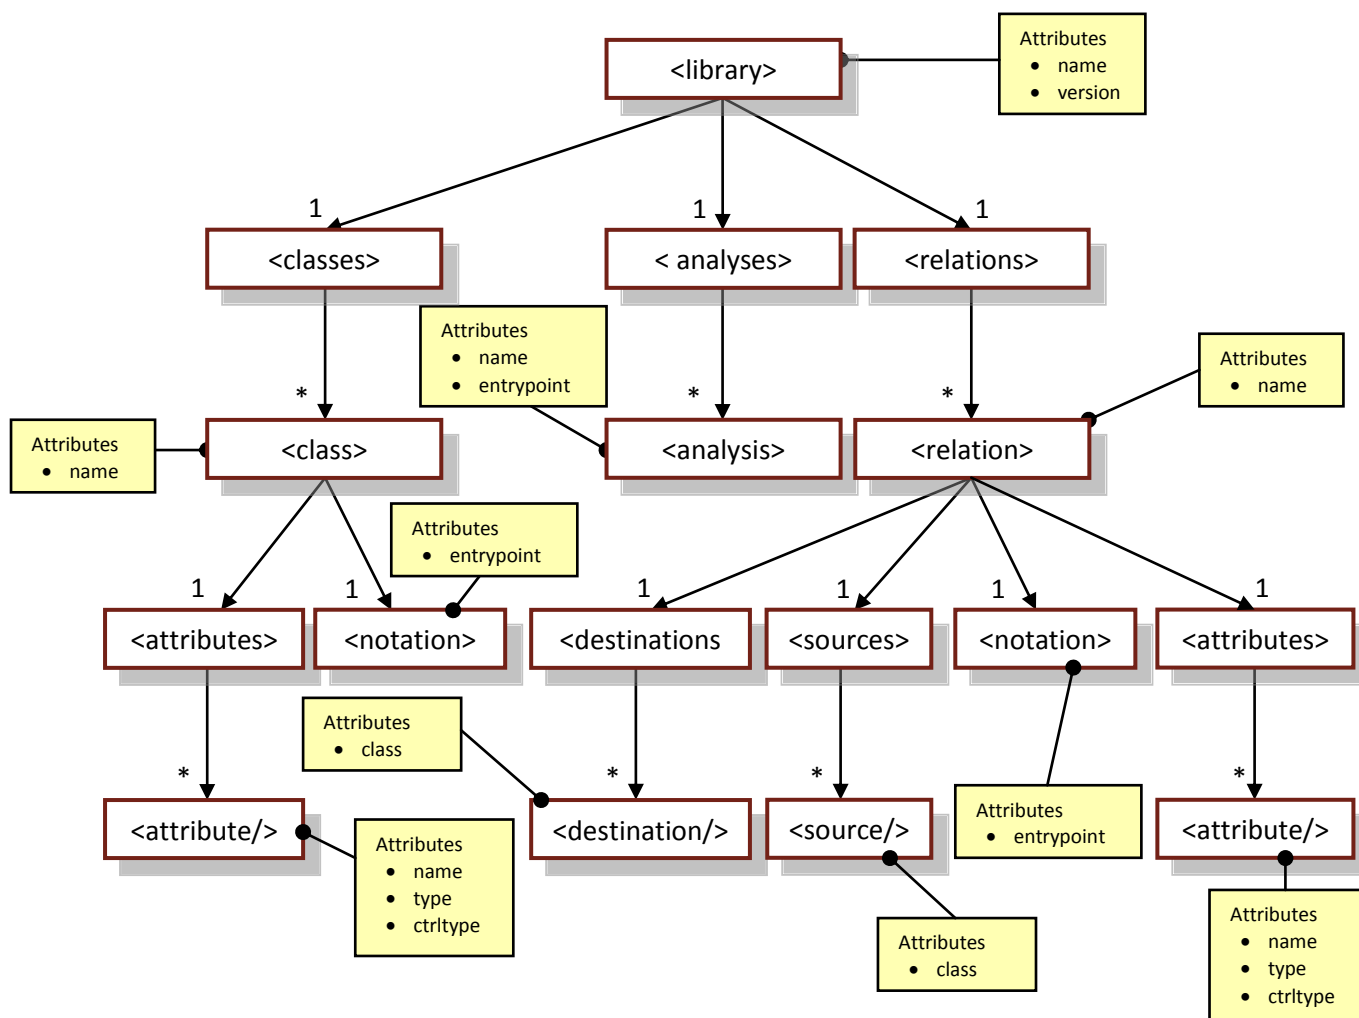 <library>
Attributes
• name
• version
1
1
1
<classes>
< analyses>
<relations>
Attributes
• name
• entrypoint
Attributes
• name
*
*
*
Attributes
• name
<class>
<analysis>
<relation>
Attributes
• entrypoint
1
1
1
1
1
1
<attributes>
<notation>
<destinations
<sources>
<notation>
<attributes>
Attributes
• class
*
*
*
*
<attribute/>
<destination/>
<source/>
Attributes
• entrypoint
<attribute/>
Attributes
• name
• type
• ctrltype
Attributes
• class
Attributes
• name
• type
• ctrltype